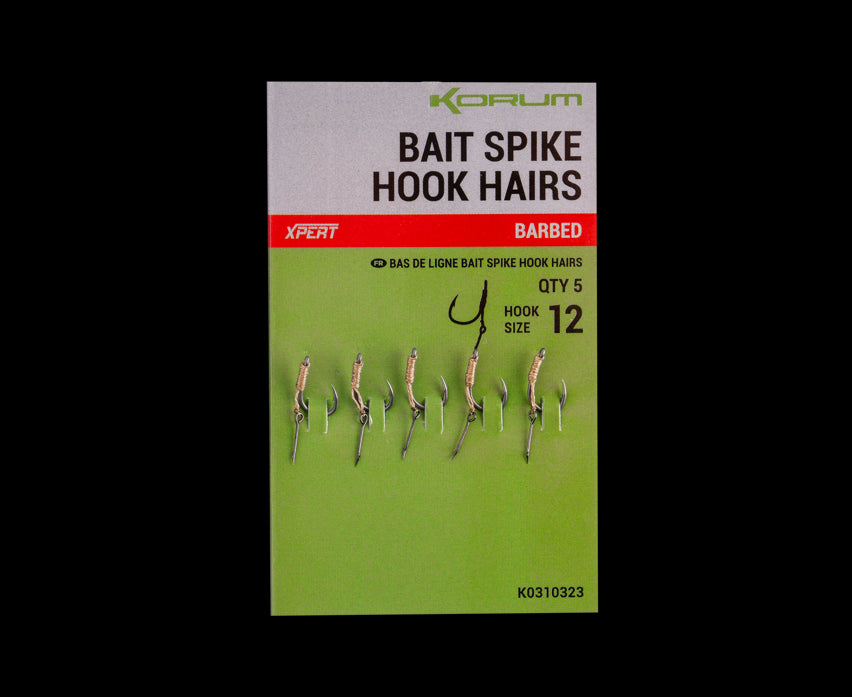 KORUM
BAIT SPIKE
HOOK HAIRS
XPERT BARBED
FR BAS DE LIGNE BAIT SPIKE HOOK HAIRS
QTY 5
HOOK SIZE 12
K0310323